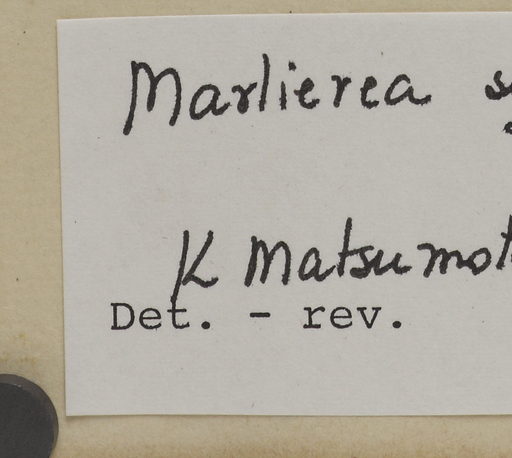 Marlierea
K Matsumot
Det. - rev.